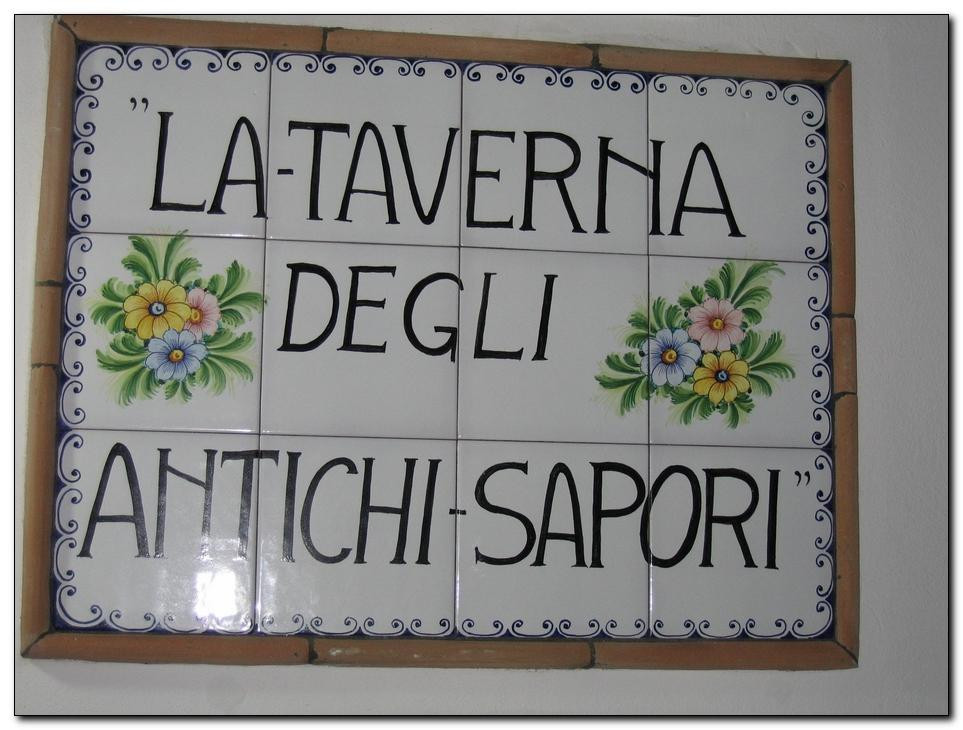 "LA-TAVERNA
DEGLI
ANTICHI-SAPORI"